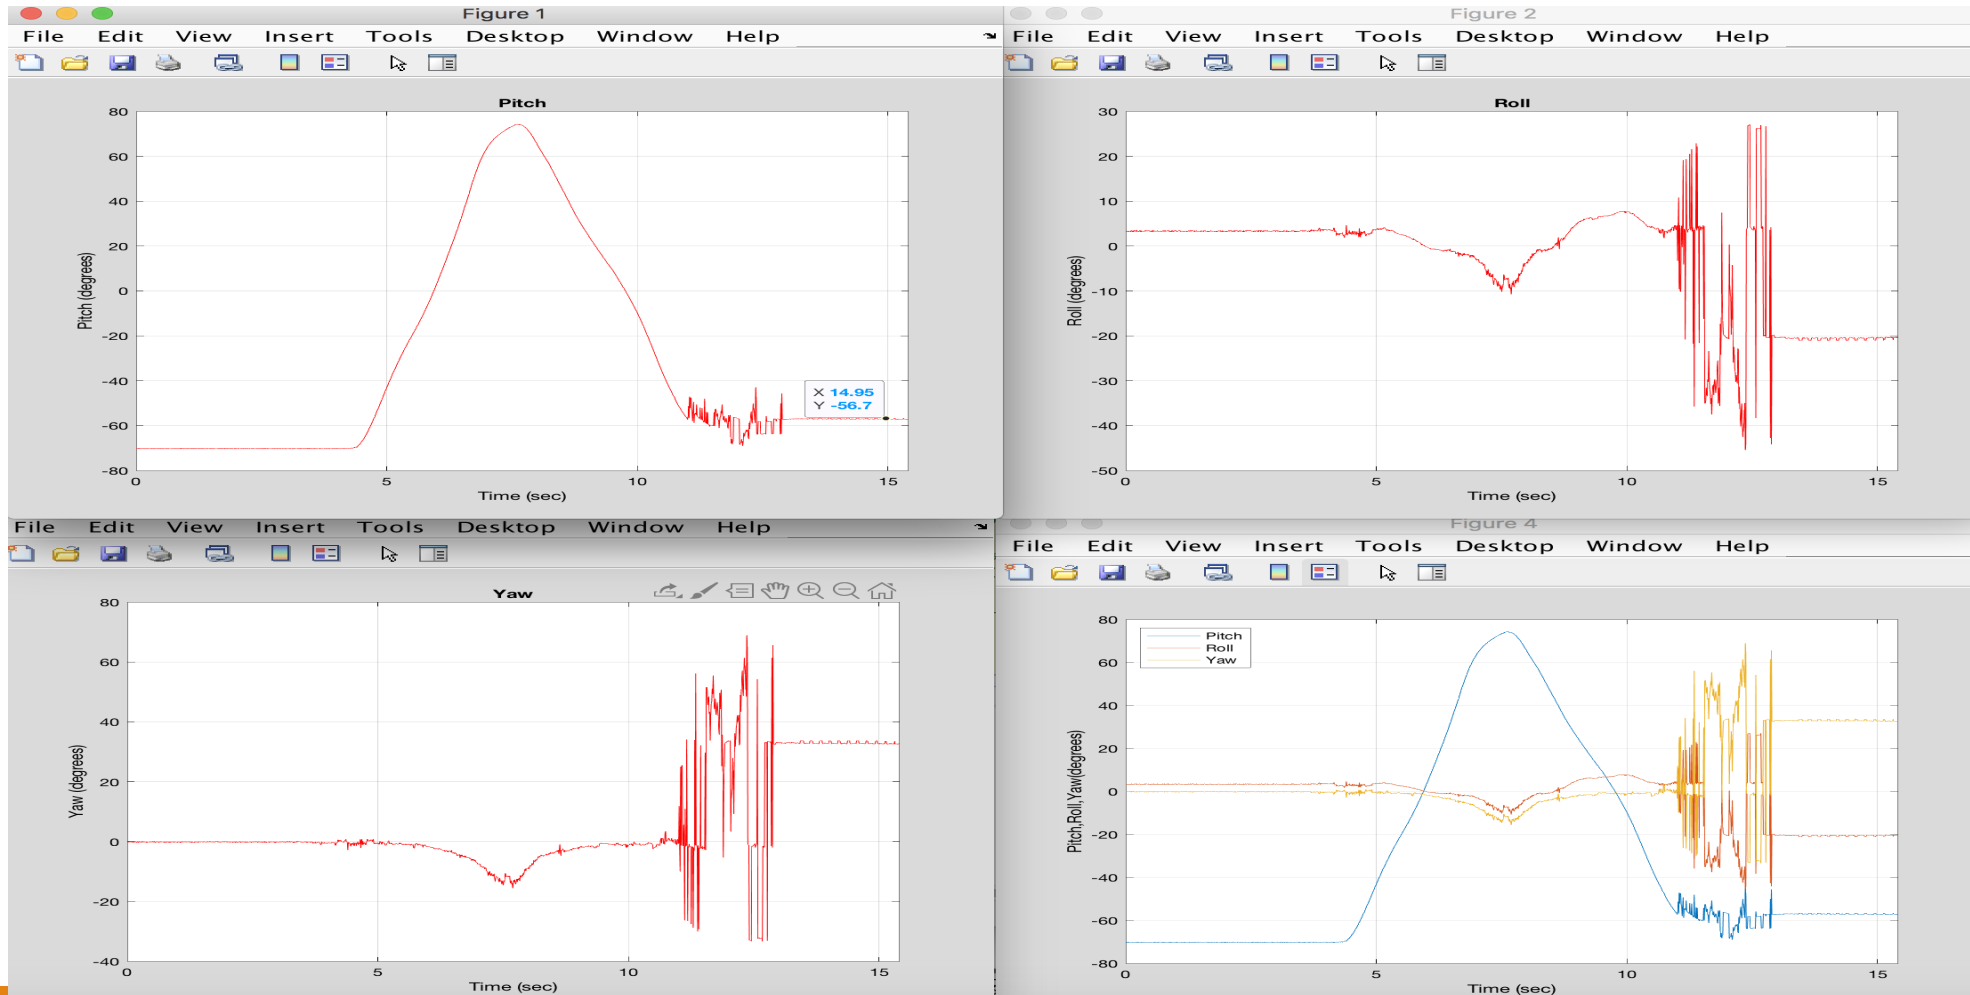 Figure 1
File Edit View Insert Tools Desktop Window Help
Pitch
80
60
40
20
0
-20
-40
-60
-80
Pitch (degrees)
X 14.95
Y -56.7
0 5 10 15
Time (sec)
Figure 2
File Edit View Insert Tools Desktop Window Help
Roll
30
20
10
0
-10
-20
-30
-40
-50
Roll (degrees)
0 5 10 15
Time (sec)
File Edit View Insert Tools Desktop Window Help
Yaw
80
60
40
20
0
-20
-40
Yaw (degrees)
0 5 10 15
Time (sec)
Figure 4
File Edit View Insert Tools Desktop Window Help
80
60
40
20
0
-20
-40
-60
-80
Pitch,Roll,Yaw(degrees)
Pitch
Roll
Yaw
0 5 10 15
Time (sec)